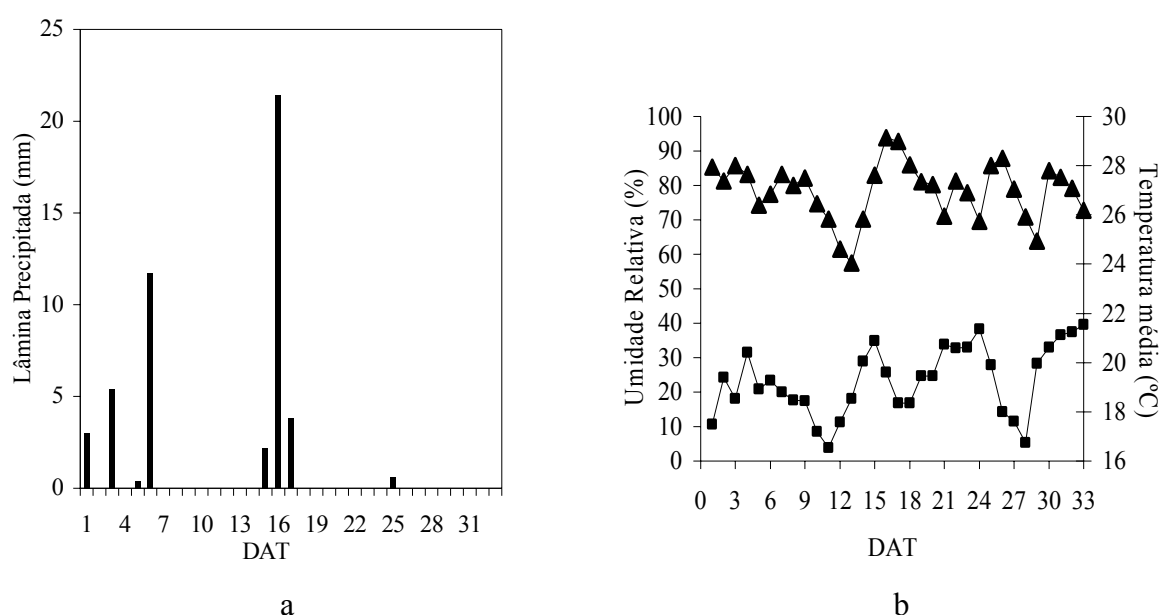 Lâmina Precipitada (mm)
25
20
15
10
5
0
1 4 7 10 13 16 19 22 25 28 31
DAT
a
Umidade Relativa (%)
100
90
80
70
60
50
40
30
20
10
0
0 3 6 9 12 15 18 21 24 27 30 33
DAT
30
28
26
24
22
20
18
16
Temperatura média (ºC)
b